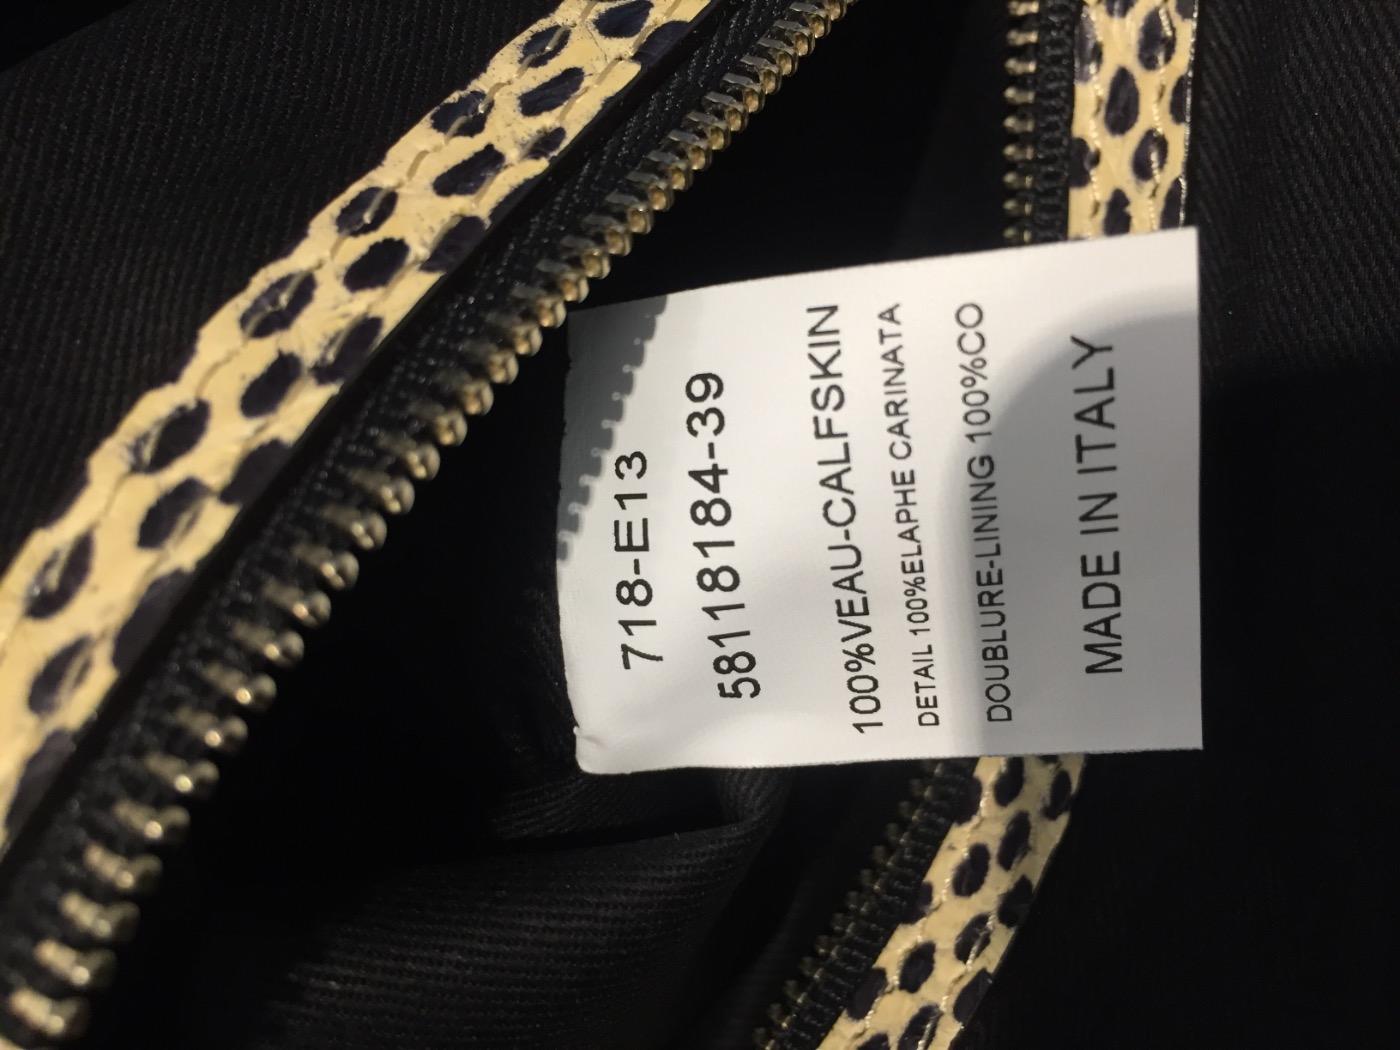 718-E13
58118184-39
100%VEAU-CALFSKIN
DETAIL 100%ELAPHE CARINATA
DOUBLURE-LINING 100%CO
MADE IN ITALY